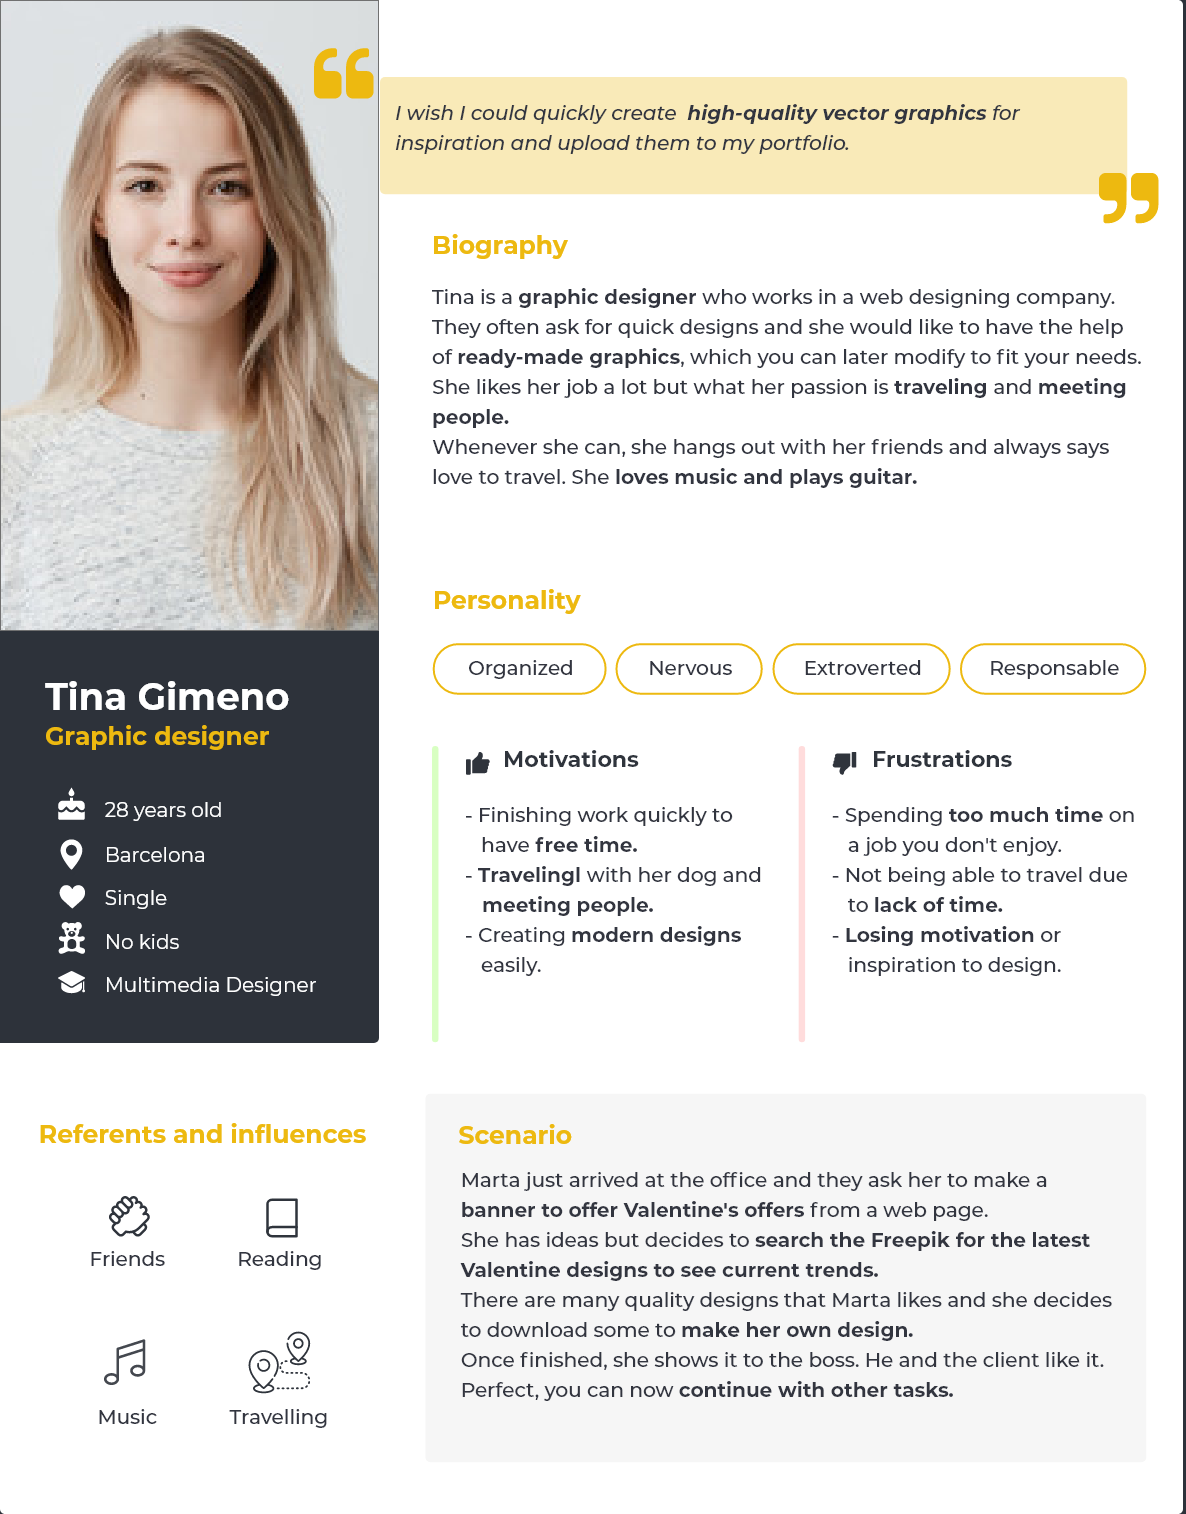 I wish I could quickly create  high-quality vector graphics for
inspiration and upload them to my portfolio.
Biography
Tina is a graphic designer who works in a web designing company.
They often ask for quick designs and she would like to have the help
of ready-made graphics, which you can later modify to fit your needs.
She likes her job a lot but what her passion is traveling and meeting
people.
Whenever she can, she hangs out with her friends and always says
love to travel. She loves music and plays guitar.
Personality
Organized
Nervous
Extroverted
Responsable
Tina Gimeno
Graphic designer
28 years old
Barcelona
Single
No kids
Multimedia Designer
Motivations
- Finishing work quickly to
have free time.
- Travelingl with her dog and
meeting people.
- Creating modern designs
easily.
Frustrations
- Spending too much time on
a job you don't enjoy.
- Not being able to travel due
to lack of time.
- Losing motivation or
inspiration to design.
Referents and influences
Friends
Reading
Music
Travelling
Scenario
Marta just arrived at the office and they ask her to make a
banner to offer Valentine's offers from a web page.
She has ideas but decides to search the Freepik for the latest
Valentine designs to see current trends.
There are many quality designs that Marta likes and she decides
to download some to make her own design.
Once finished, she shows it to the boss. He and the client like it.
Perfect, you can now continue with other tasks.